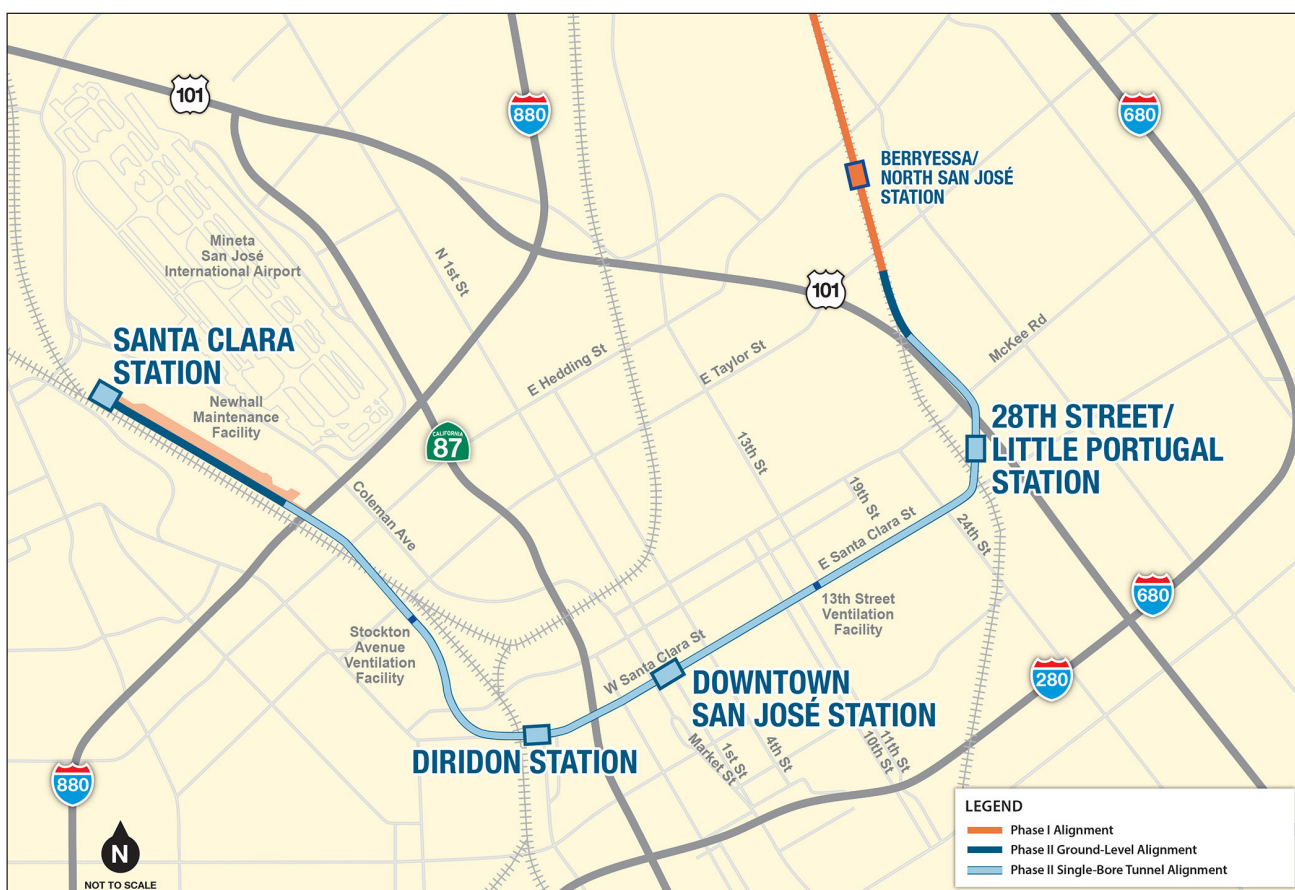 101
880
680
BERRYESSA/
NORTH SAN JOSÉ
STATION
Mineta
San José
International Airport
N 1st St
101
SANTA CLARA
STATION
McKee Rd
E Hedding St
E Taylor St
Newhall
Maintenance
Facility
CALIFORNIA
87
28TH STREET/
LITTLE PORTUGAL
STATION
13th St
19th St
Coleman Ave
24th St
E Santa Clara St
680
13th Street
Ventilation
Facility
Stockton
Avenue
Ventilation
Facility
W Santa Clara St
280
DOWNTOWN
SAN JOSÉ STATION
DIRIDON STATION
Market St
1st St
4th St
10th St
11th St
880
N
NOT TO SCALE
LEGEND
Phase I Alignment
Phase II Ground-Level Alignment
Phase II Single-Bore Tunnel Alignment